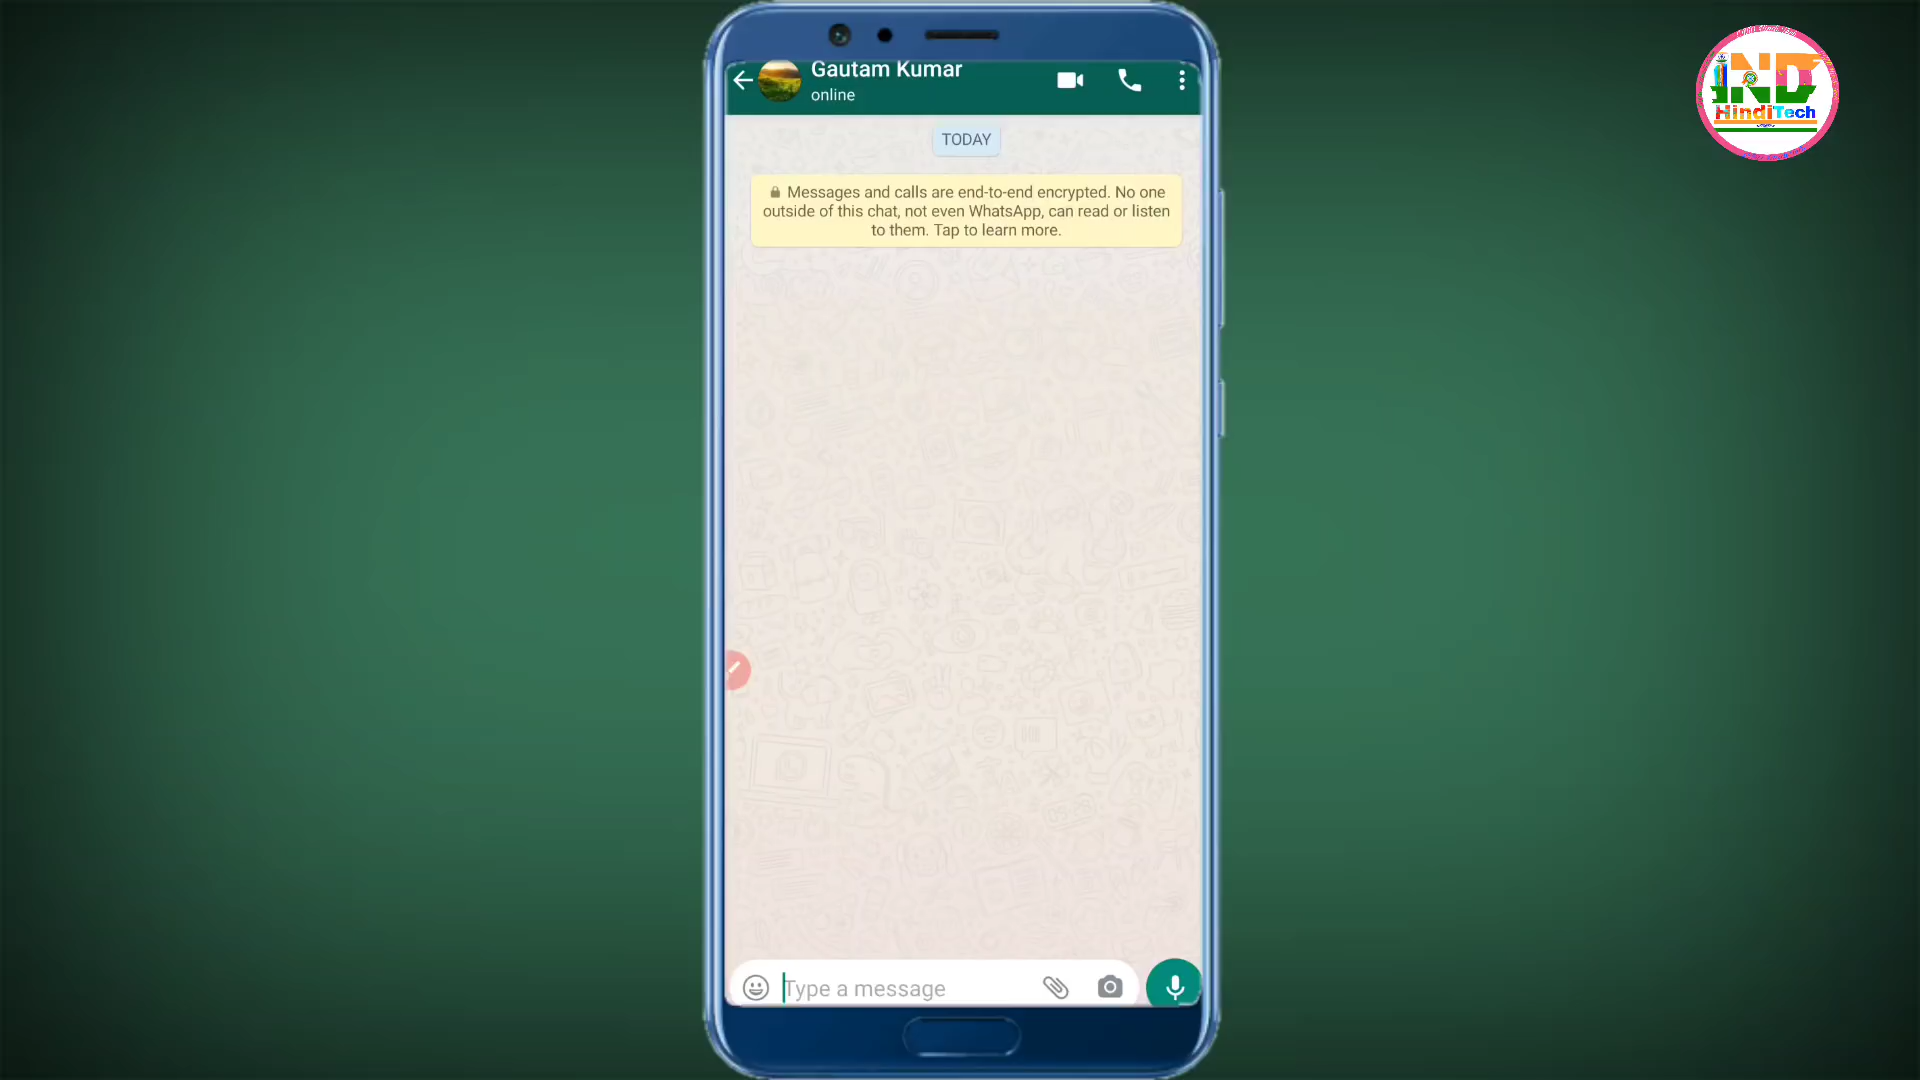 Gautam Kumar
online
TODAY
Messages and calls are end-to-end encrypted. No one
outside of this chat, not even WhatsApp, can read or listen
to them. Tap to learn more.
Type a message
IND
HindiTech